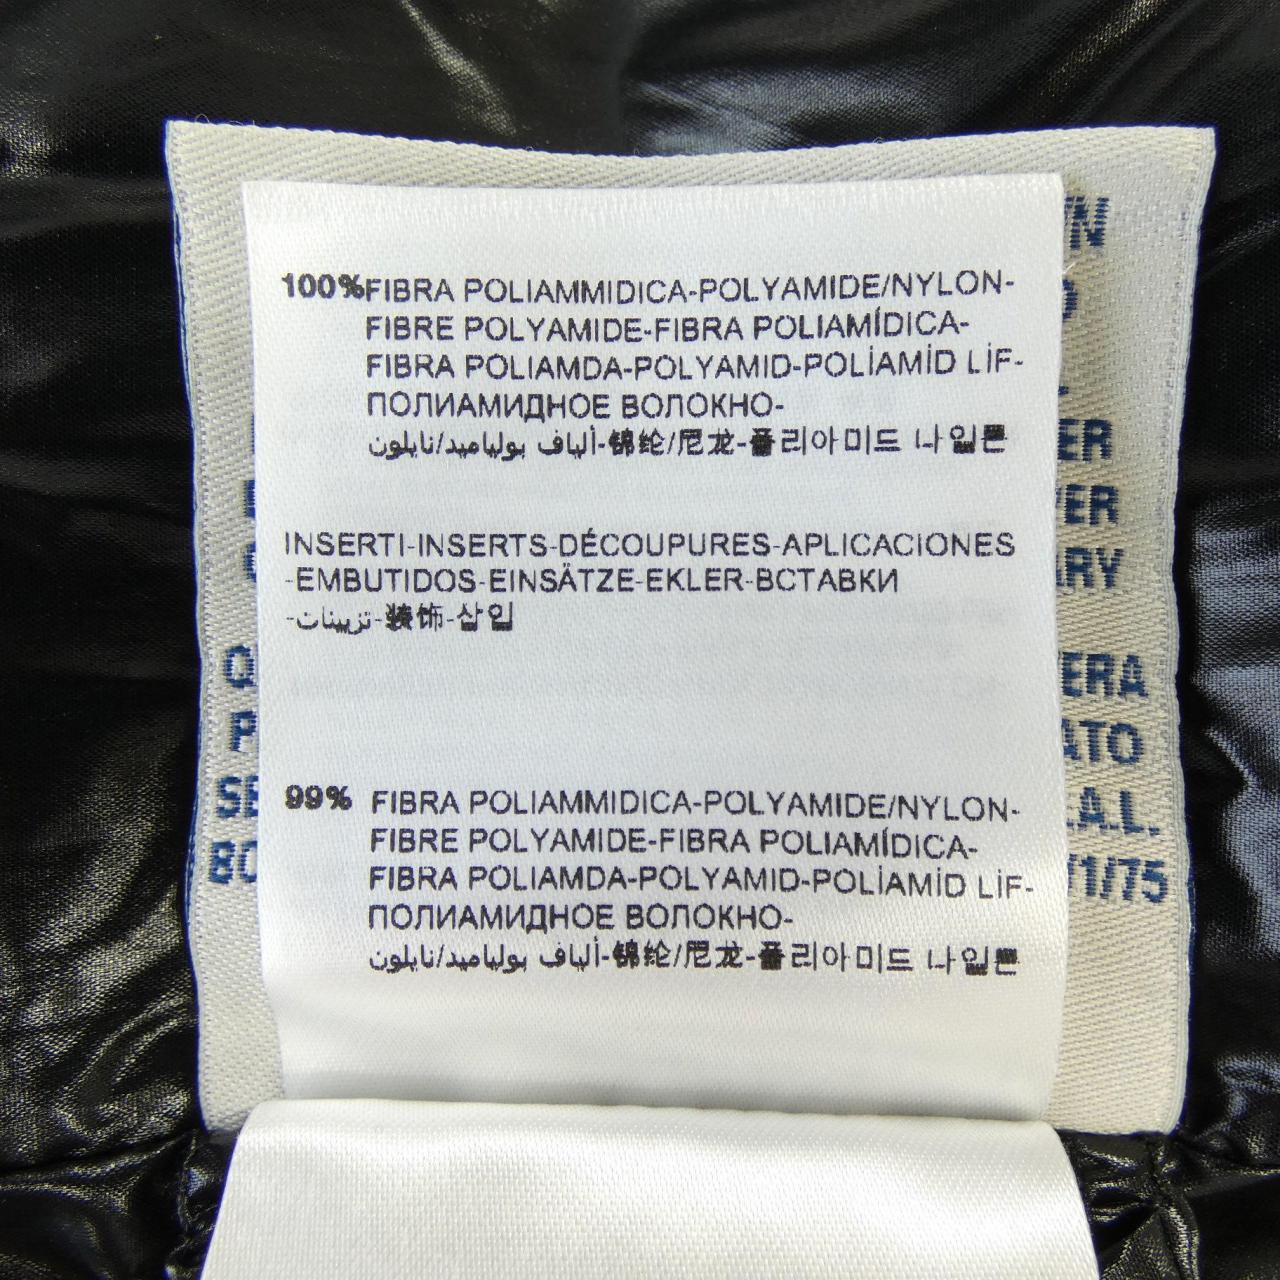 100% FIBRA POLIAMMIDICA-POLYAMIDE/NYLON-
FIBRE POLYAMIDE-FIBRA POLIAMÍDICA-
FIBRA POLIAMDA-POLYAMID-POLİAMİD LİF-
ПОЛИАМИДНОЕ ВОЛОКНО-
ألياف بولياميد/نايلون-锦纶/尼龙-폴리아미드 나일론
INSERTI-INSERTS-DÉCOUPURES-APLICACIONES
-EMBUTIDOS-EINSÄTZE-EKLER-ВСТАВКИ
-تزيينات-装饰-삽입
99% FIBRA POLIAMMIDICA-POLYAMIDE/NYLON-
FIBRE POLYAMIDE-FIBRA POLIAMÍDICA-
FIBRA POLIAMDA-POLYAMID-POLİAMİD LİF-
ПОЛИАМИДНОЕ ВОЛОКНО-
ألياف بولياميد/نايلون-锦纶/尼龙-폴리아미드 나일론